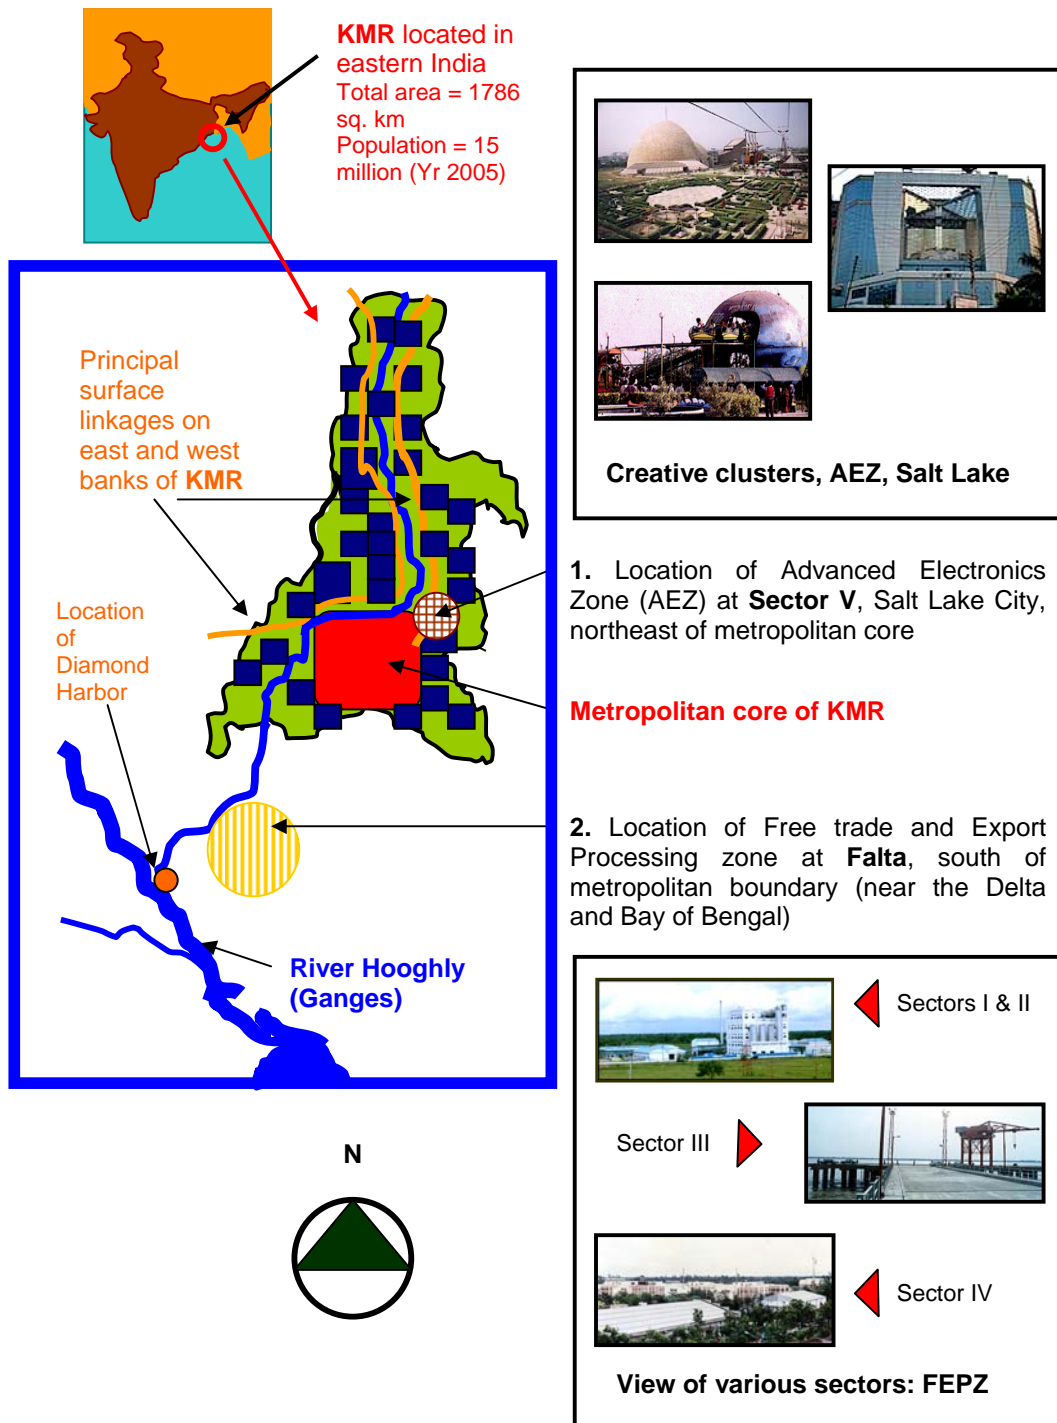 KMR located in
eastern India
Total area = 1786
sq. km
Population = 15
million (Yr 2005)
Principal
surface
linkages on
east and west
banks of KMR
Location
of
Diamond
Harbor
River Hooghly
(Ganges)
N
Creative clusters, AEZ, Salt Lake
1. Location of Advanced Electronics
Zone (AEZ) at Sector V, Salt Lake City,
northeast of metropolitan core
Metropolitan core of KMR
2. Location of Free trade and Export
Processing zone at Falta, south of
metropolitan boundary (near the Delta
and Bay of Bengal)
Sectors I & II
Sector III
Sector IV
View of various sectors: FEPZ